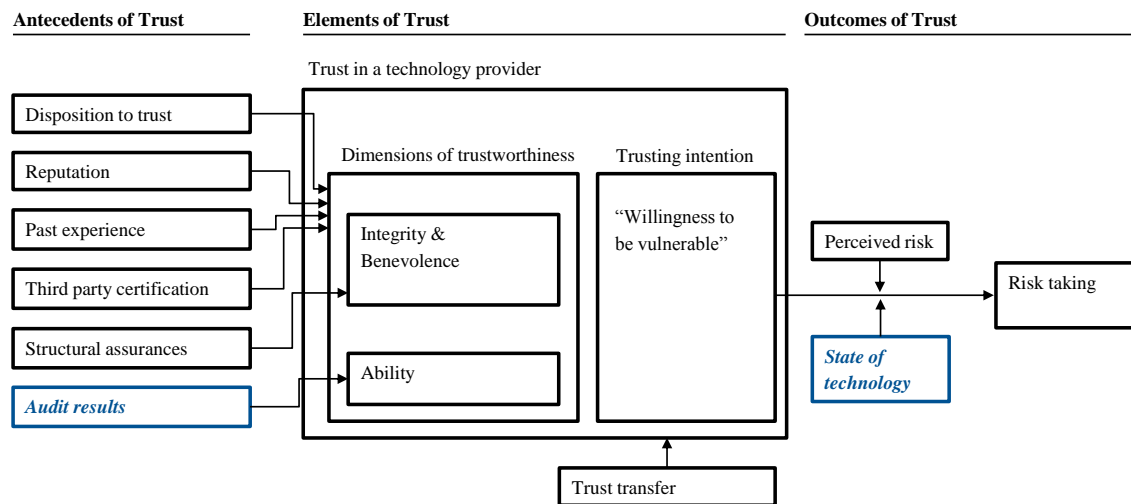 Antecedents of Trust
Elements of Trust
Outcomes of Trust
Trust in a technology provider
Disposition to trust
Reputation
Past experience
Third party certification
Structural assurances
Audit results
Dimensions of trustworthiness
Integrity &
Benevolence
Ability
Trusting intention
“Willingness to
be vulnerable”
Trust transfer
Perceived risk
State of
technology
Risk taking